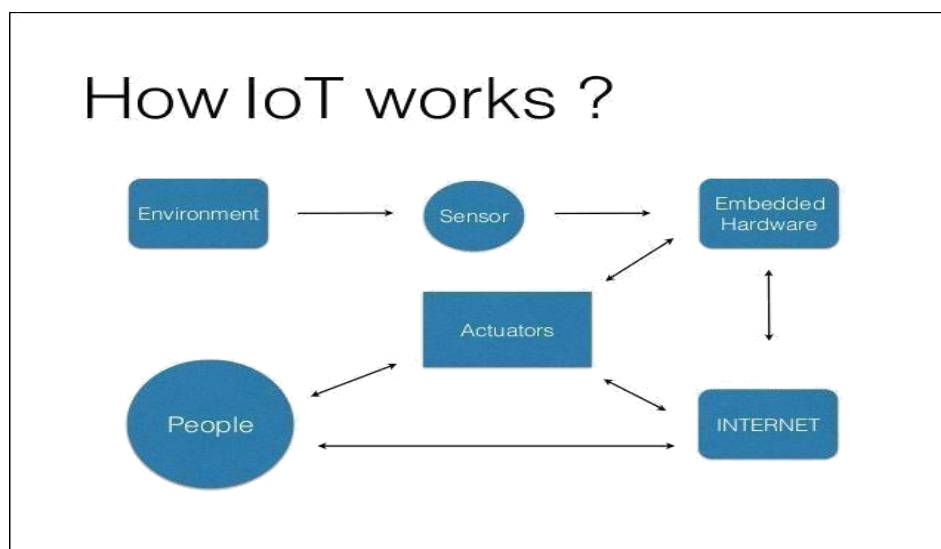 How IoT works ?
Environment
Sensor
Embedded
Hardware
Actuators
People
INTERNET